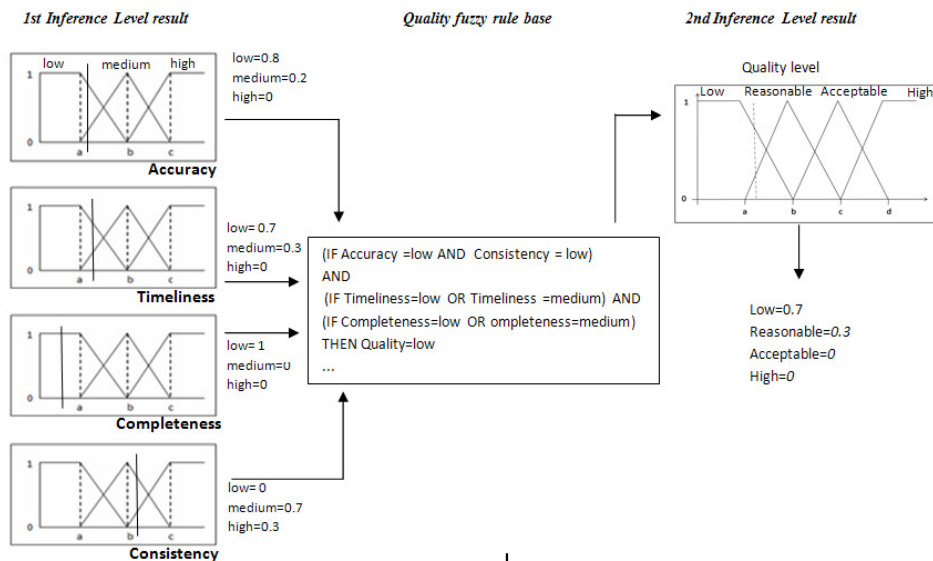 1st Inference Level result
Quality fuzzy rule base
2nd Inference Level result
low medium high
1
0
a b c
Accuracy
low=0.8
medium=0.2
high=0
1
0
a b c
Timeliness
low=0.7
medium=0.3
high=0
1
0
a b c
Completeness
low= 1
medium=0
high=0
1
0
a b c
Consistency
low=0
medium=0.7
high=0.3
(IF Accuracy =low AND Consistency = low)
AND
(IF Timeliness=low OR Timeliness =medium) AND
(IF Completeness=low OR ompleteness=medium)
THEN Quality=low
...
Quality level
Low Reasonable Acceptable High
1
0
a b c d
Low=0.7
Reasonable=0.3
Acceptable=0
High=0